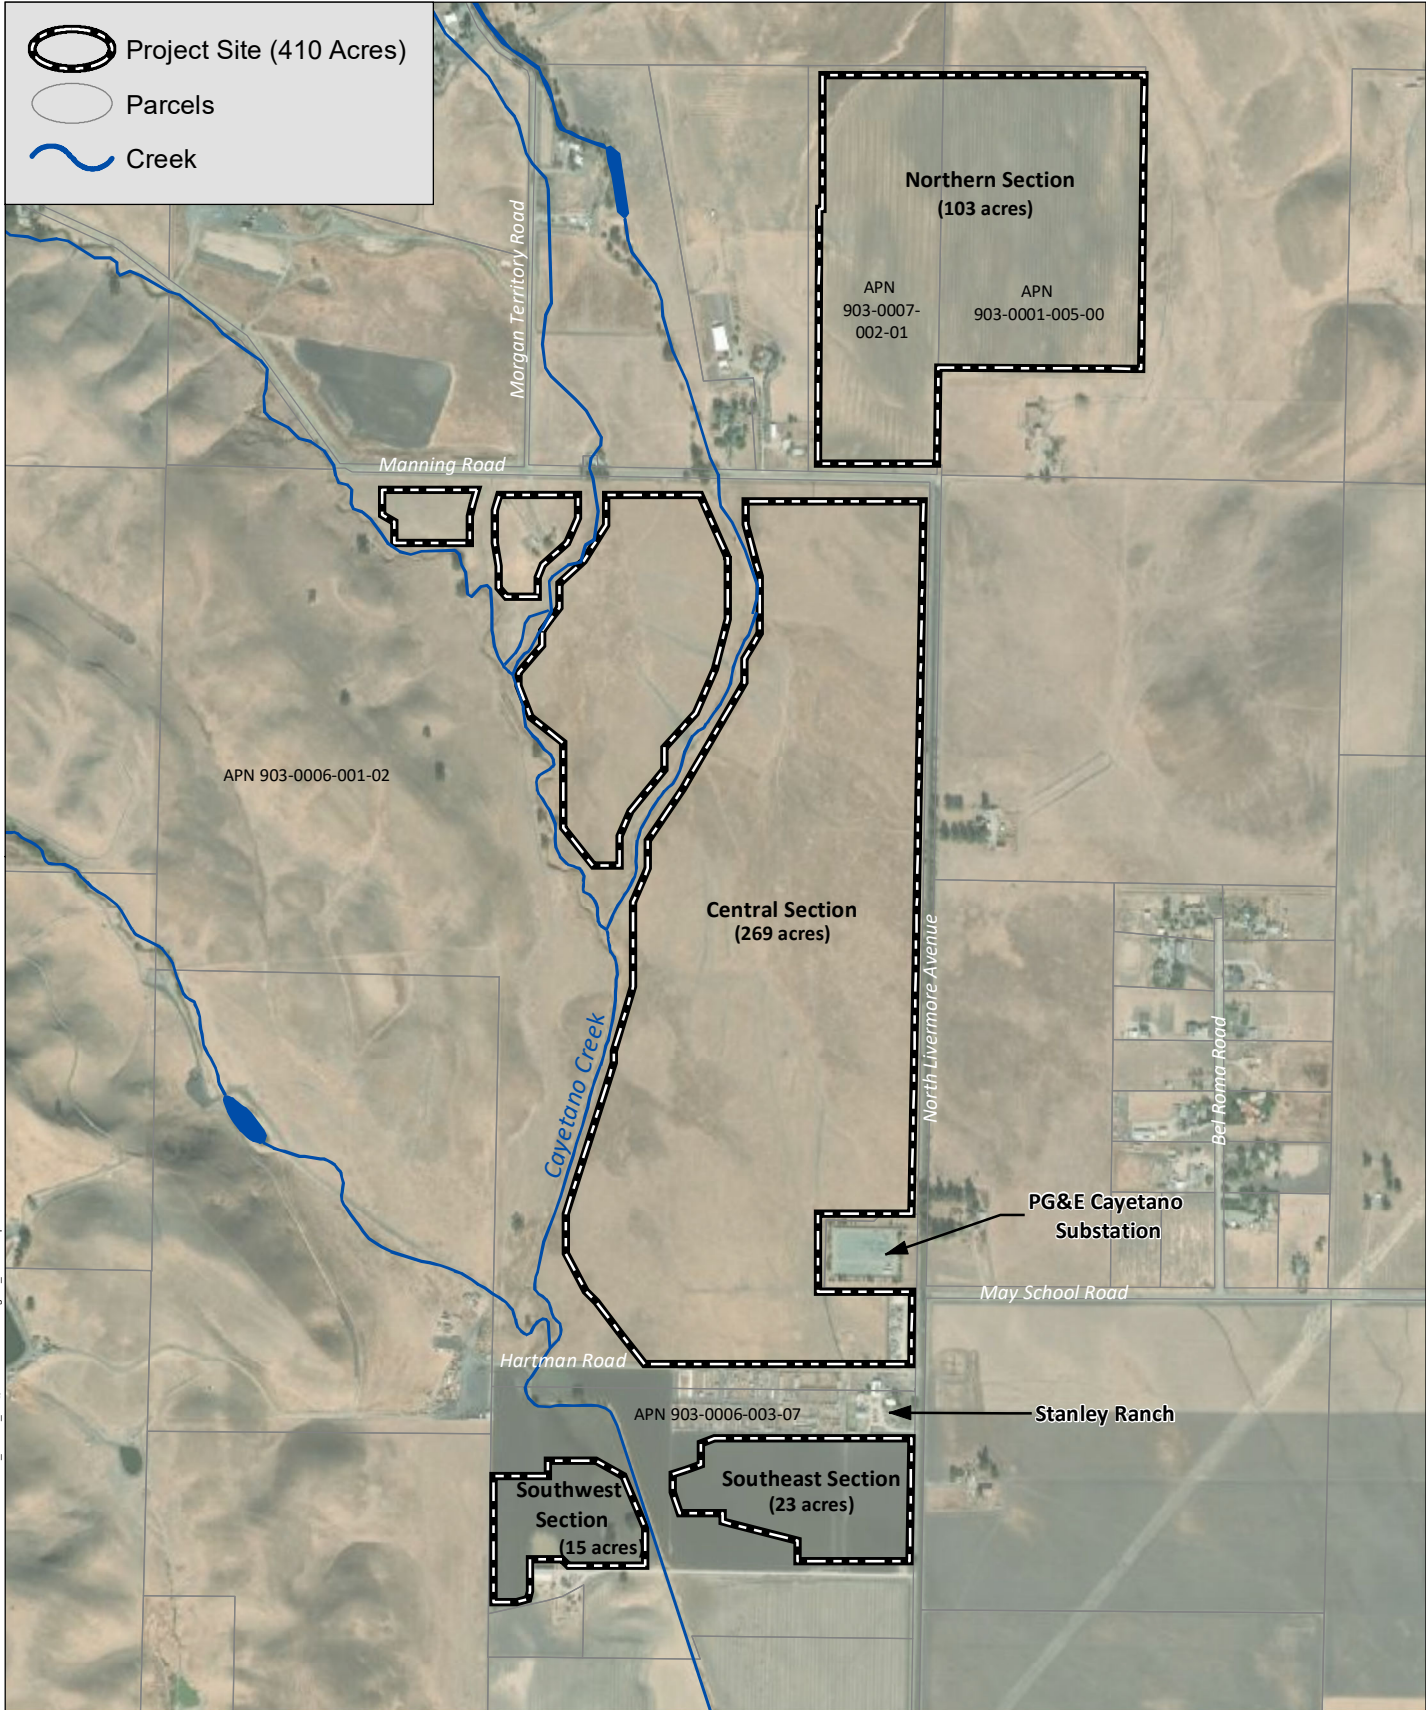 Project Site (410 Acres)
Parcels
Creek
Morgan Territory Road
Northern Section
(103 acres)
APN
903-0007-
002-01
APN
903-0001-005-00
Manning Road
APN 903-0006-001-02
Central Section
(269 acres)
North Livermore Avenue
Cayetano Creek
Bel Roma Road
PG&E Cayetano
Substation
May School Road
Hartman Road
APN 903-0006-003-07
Stanley Ranch
Southwest
Section
(15 acres)
Southeast Section
(23 acres)